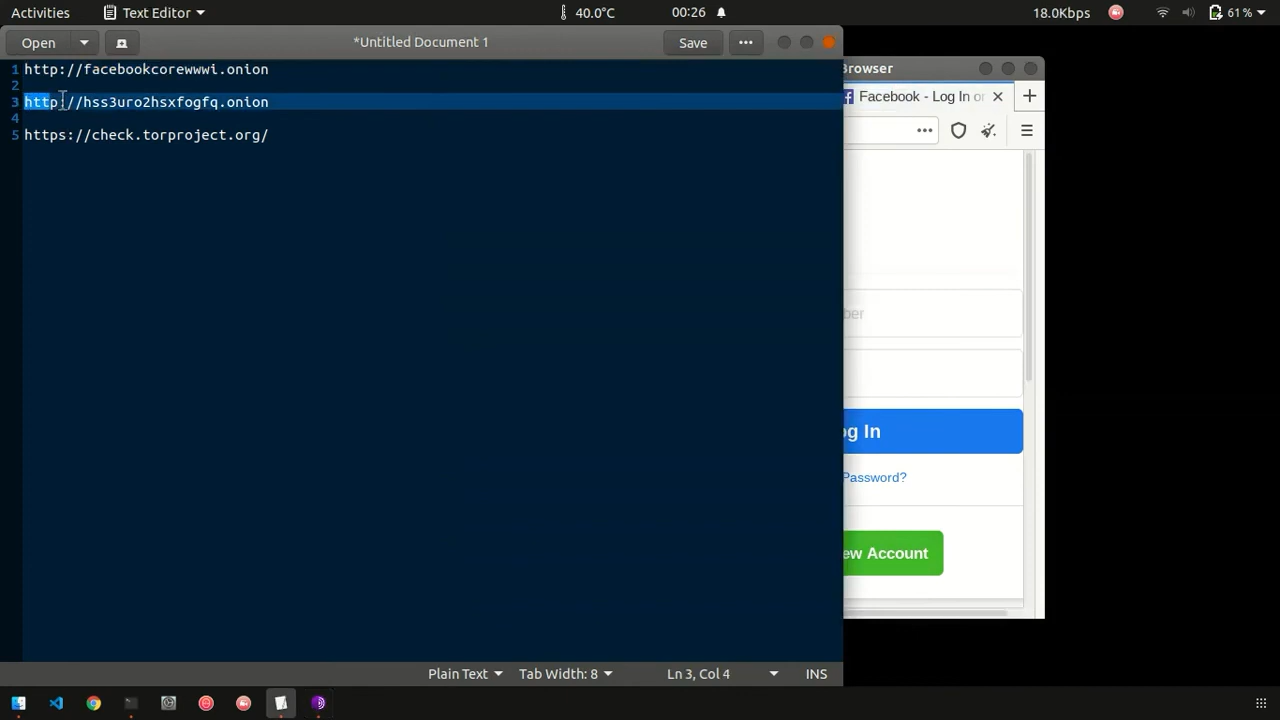 Activities Text Editor 40.0°C 00:26 18.0Kbps 61%
Open *Untitled Document 1 Save
Browser
1 http://facebookcorewwwi.onion
2
3 http://hss3uro2hsxfogfq.onion
4
5 https://check.torproject.org/
Facebook - Log In or
ber
og In
Password?
ew Account
Plain Text Tab Width: 8 Ln 3, Col 4 INS